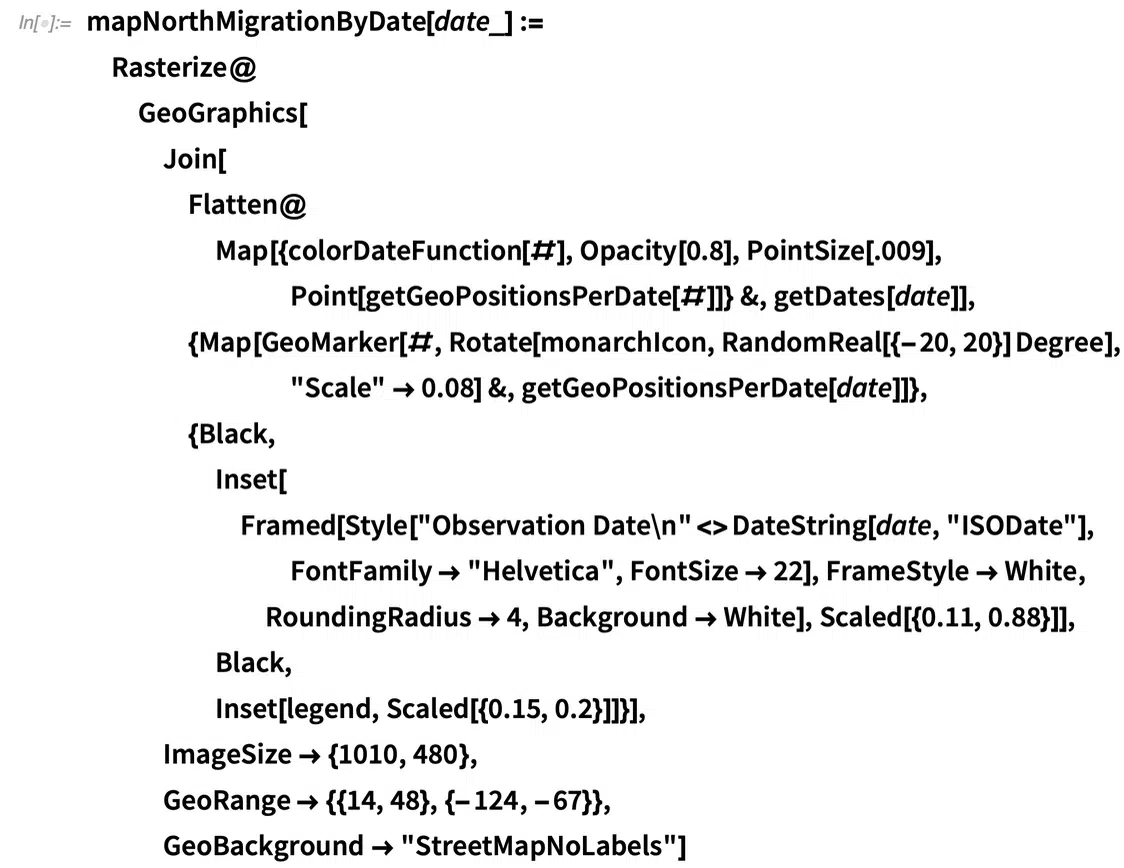 In[•]:= mapNorthMigrationByDate[date_] :=
Rasterize@
GeoGraphics[
Join[
Flatten@
Map[{colorDateFunction[#], Opacity[0.8], PointSize[.009],
Point[getGeoPositionsPerDate[#]]} &, getDates[date]],
{Map[GeoMarker[#, Rotate[monarchIcon, RandomReal[{-20, 20}] Degree],
"Scale" → 0.08] &, getGeoPositionsPerDate[date]]},
{Black,
Inset[
Framed[Style["Observation Date\n" <> DateString[date, "ISODate"],
FontFamily → "Helvetica", FontSize → 22], FrameStyle → White,
RoundingRadius → 4, Background → White], Scaled[{0.11, 0.88}]],
Black,
Inset[legend, Scaled[{0.15, 0.2}]]}],
ImageSize → {1010, 480},
GeoRange → {{14, 48}, {-124, -67}},
GeoBackground → "StreetMapNoLabels"]